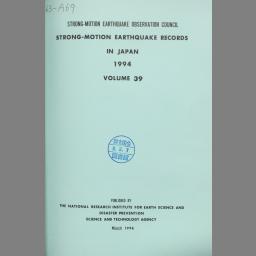 STRONG-MOTION EARTHQUAKE OBSERVATION COUNCIL
STRONG-MOTION EARTHQUAKE RECORDS
IN JAPAN
1994
VOLUME 39
PUBLISHED BY
THE NATIONAL RESEARCH INSTITUTE FOR EARTH SCIENCE AND
DISASTER PREVENTION
SCIENCE AND TECHNOLOGY AGENCY
March 1994